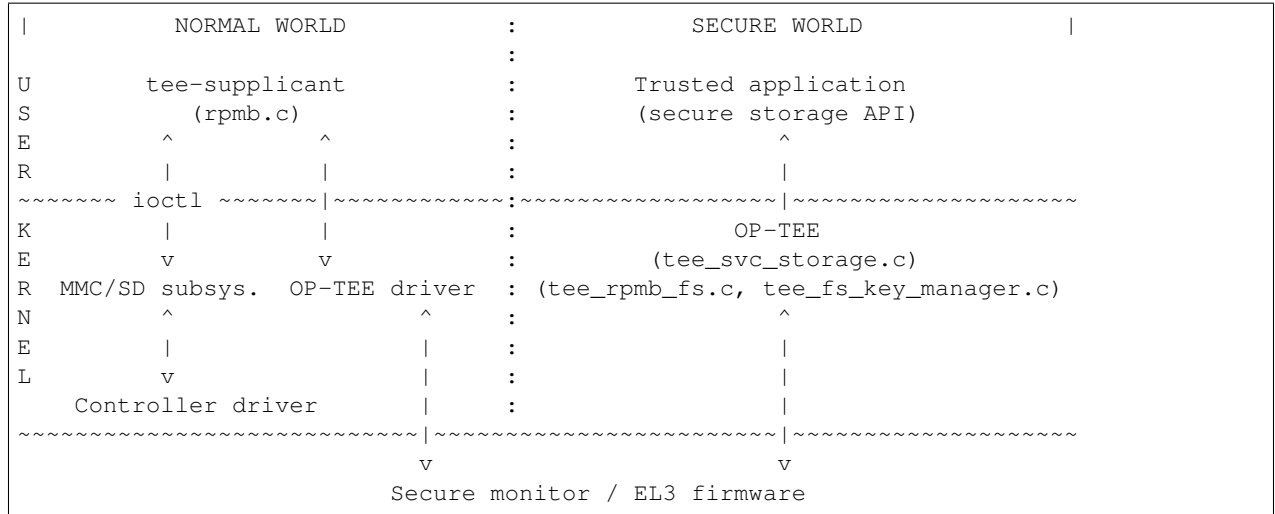 |          NORMAL WORLD           :            SECURE WORLD              |
                                  :
U        tee-supplicant           :        Trusted application
S           (rpmb.c)              :        (secure storage API)
E         ^          ^            :                  ^
R         |          |            :                  |
~~~~~~~ ioctl ~~~~~~~|~~~~~~~~~~~~:~~~~~~~~~~~~~~~~~~|~~~~~~~~~~~~~~~~~~~~
K         |          |            :               OP-TEE
E         v          v            :         (tee_svc_storage.c)
R  MMC/SD subsys.  OP-TEE driver  : (tee_rpmb_fs.c, tee_fs_key_manager.c)
N         ^                 ^     :                  ^
E         |                 |     :                  |
L         v                 |     :                  |
    Controller driver       |     :                  |
~~~~~~~~~~~~~~~~~~~~~~~~~~~~|~~~~~~~~~~~~~~~~~~~~~~~~|~~~~~~~~~~~~~~~~~~~~
                            v                        v
                          Secure monitor / EL3 firmware